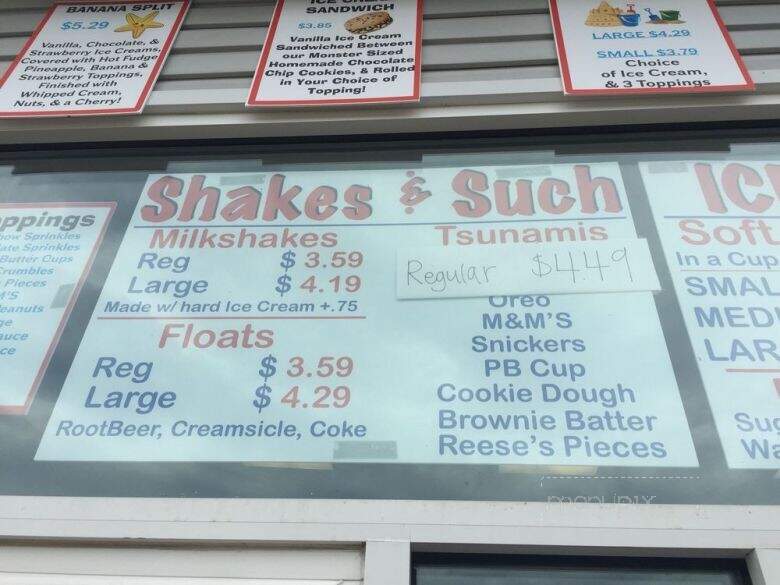 BANANA SPLIT
$5.29
Vanilla, Chocolate, &
Strawberry Ice Creams,
Covered with Hot Fudge
Pineapple, Banana &
Strawberry Toppings,
Finished with
Whipped Cream,
Nuts, & a Cherry!
SANDWICH
$3.85
Vanilla Ice Cream
Sandwiched Between
our Monster Sized
Homemade Chocolate
Chip Cookies, & Rolled
in Your Choice of
Topping!
LARGE $4.29
SMALL $3.79
Choice
of Ice Cream,
& 3 Toppings
Sprinkles
Sprinkles
Butter Cups
Pieces
Shakes & Such
Milkshakes
Reg $ 3.59
Large $ 4.19
Made w/ hard Ice Cream +.75
Floats
Reg $ 3.59
Large $ 4.29
RootBeer, Creamsicle, Coke
Tsunamis
Regular $4.49
Oreo
M&M'S
Snickers
PB Cup
Cookie Dough
Brownie Batter
Reese's Pieces
Soft
In a Cup